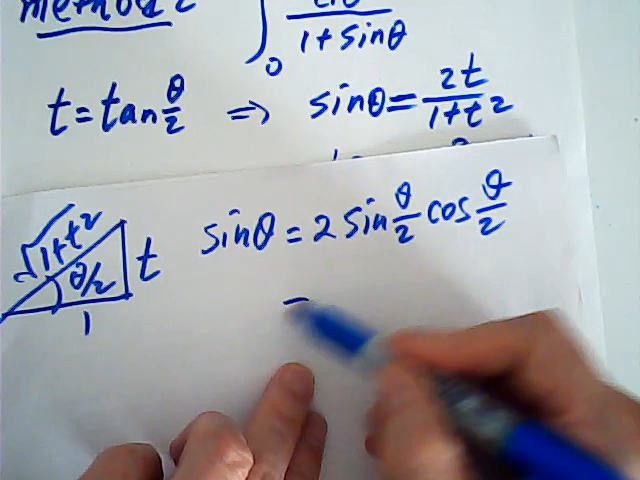 method 2 ∫₀ dθ/(1+sinθ)
t = tan θ/2 ⇒ sinθ = 2t/(1+t²)
√(1+t²) θ/2 t 1
sinθ = 2 sin θ/2 cos θ/2
=